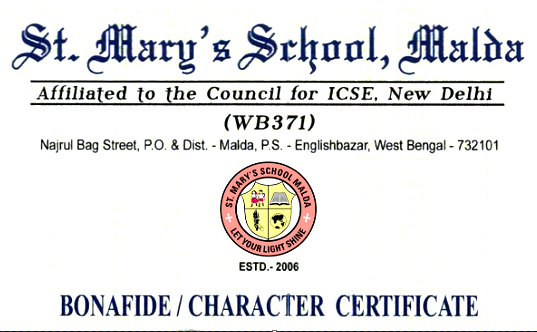 St. Mary's School, Malda
Affiliated to the Council for ICSE, New Delhi
(WB371)
Najrul Bag Street, P.O. & Dist. - Malda, P.S. - Englishbazar, West Bengal - 732101
ST. MARY'S SCHOOL MALDA
LET YOUR LIGHT SHINE
ESTD.- 2006
BONAFIDE / CHARACTER CERTIFICATE